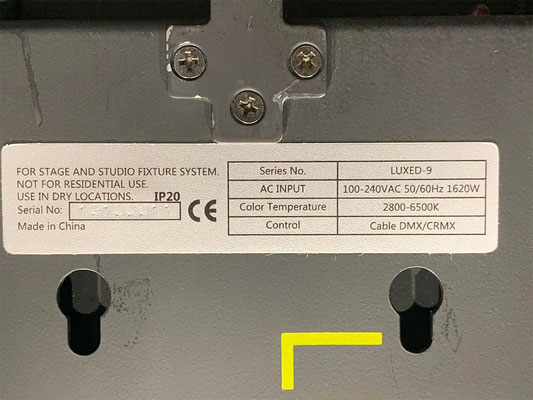 FOR STAGE AND STUDIO FIXTURE SYSTEM.
NOT FOR RESIDENTIAL USE.
USE IN DRY LOCATIONS. IP20
Serial No:
CE
Made in China
Series No. LUXED-9
AC INPUT 100-240VAC 50/60Hz 1620W
Color Temperature 2800-6500K
Control Cable DMX/CRMX